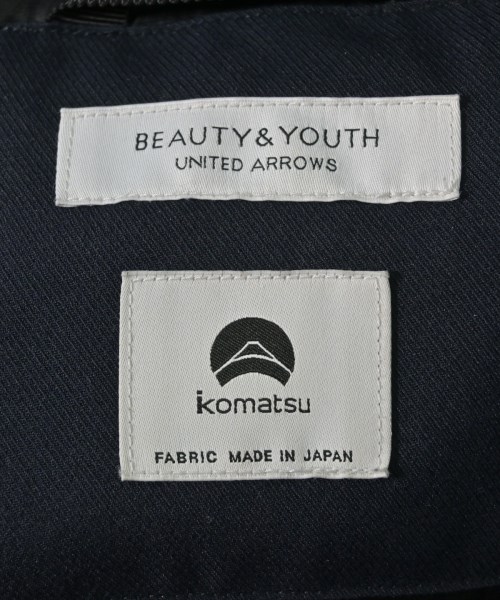 BEAUTY&YOUTH
UNITED ARROWS
komatsu
FABRIC MADE IN JAPAN